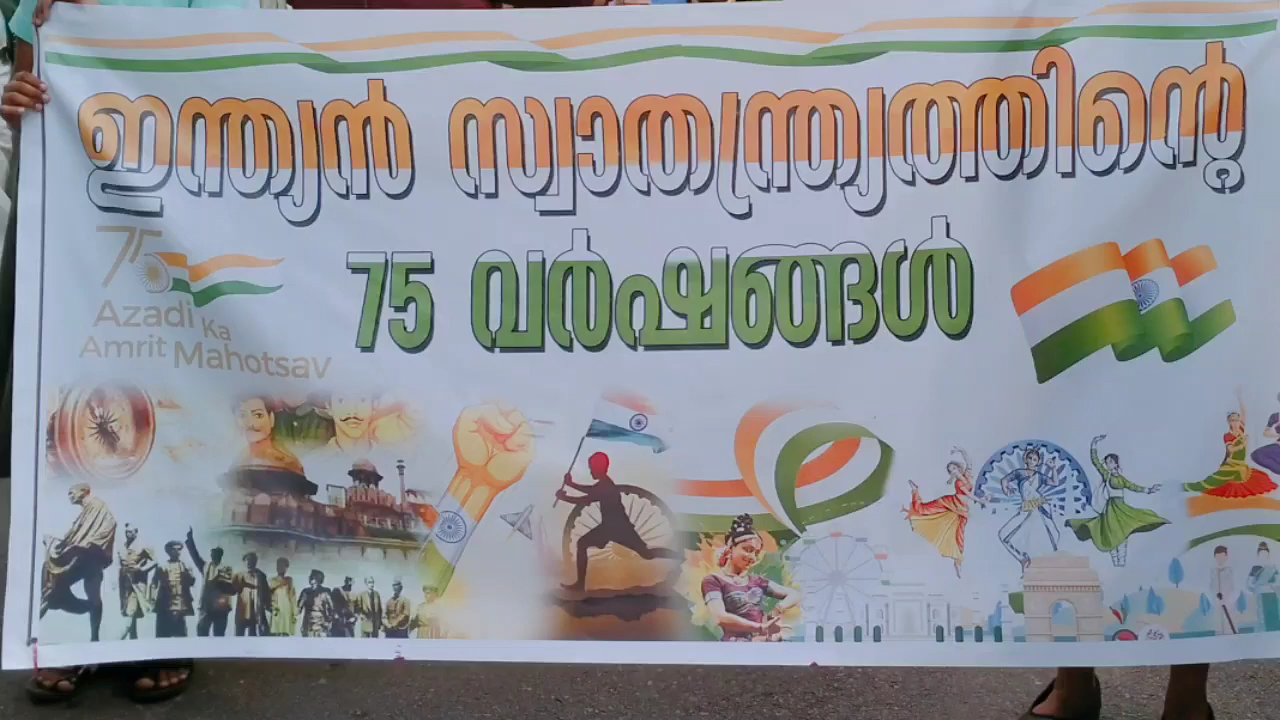 ഇന്ത്യൻ സ്വാതന്ത്ര്യത്തിന്റെ
75 വർഷങ്ങൾ
75
Azadi Ka
Amrit Mahotsav